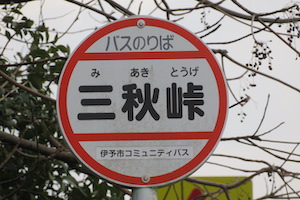 バスのりば
み あき とうげ
三秋峠
伊予市コミュニティバス